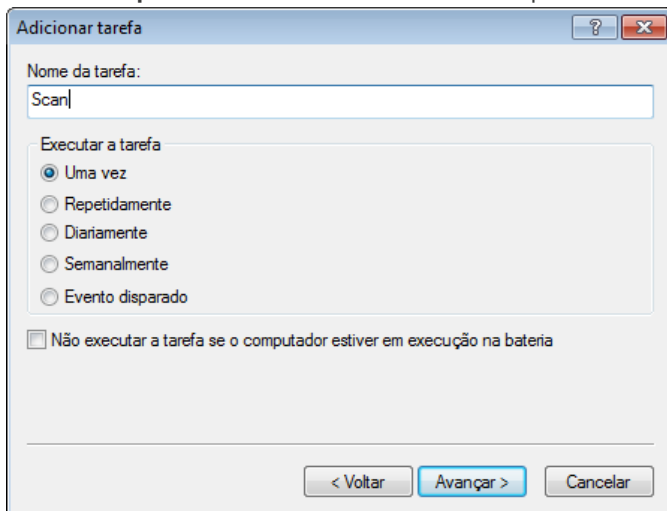 Adicionar tarefa
Nome da tarefa:
Scan
Executar a tarefa
Uma vez
Repetidamente
Diariamente
Semanalmente
Evento disparado
Não executar a tarefa se o computador estiver em execução na bateria
< Voltar
Avançar >
Cancelar